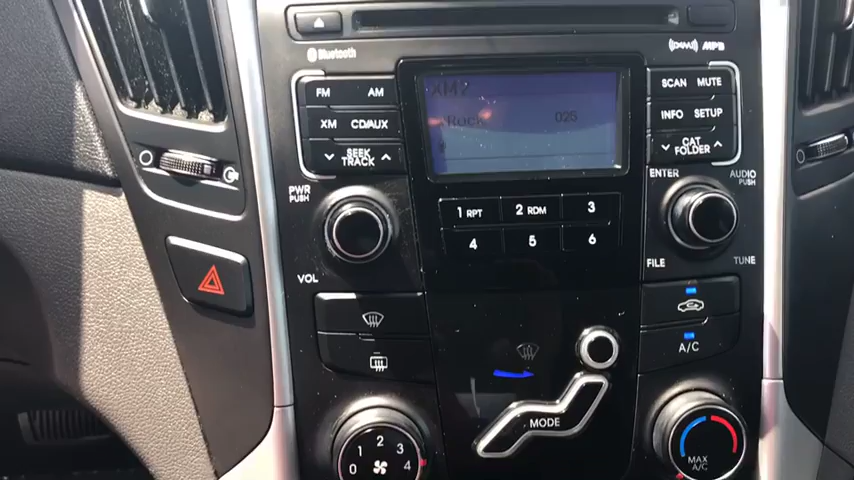 Bluetooth
((XM)) MP3
FM AM
SCAN MUTE
XM CD/AUX
INFO SETUP
SEEK
TRACK
CAT
FOLDER
Rock 025
PWR
PUSH
ENTER
AUDIO
PUSH
1 RPT 2 RDM 3
4 5 6
VOL
FILE
TUNE
A/C
MODE
0 1 2 3 4
MAX
A/C